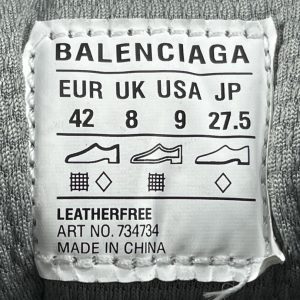 BALENCIAGA
EUR UK USA JP
42 8 9 27.5
LEATHERFREE
ART NO. 734734
MADE IN CHINA